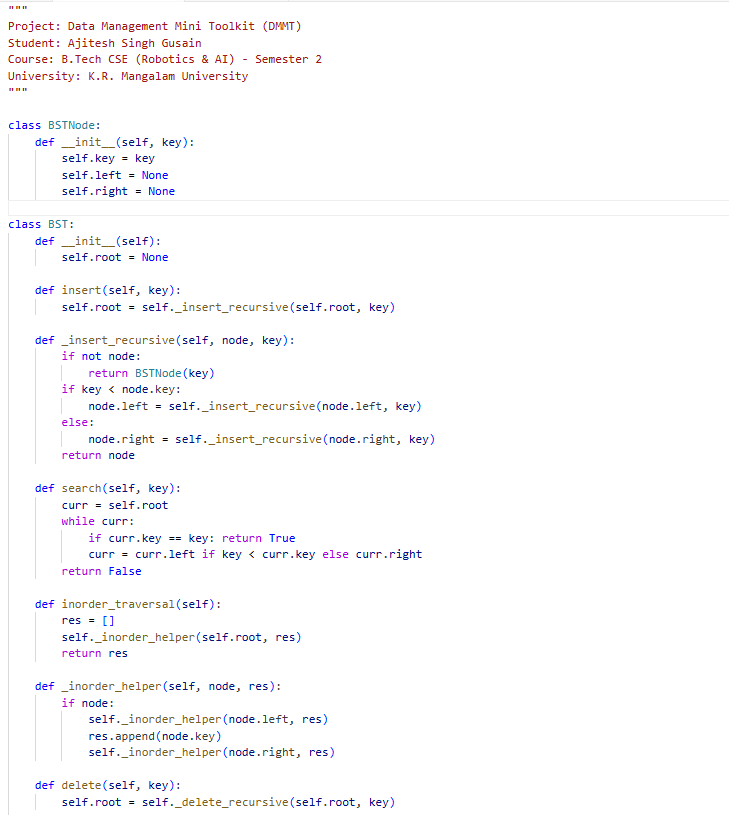 """
Project: Data Management Mini Toolkit (DMMT)
Student: Ajitesh Singh Gusain
Course: B.Tech CSE (Robotics & AI) - Semester 2
University: K.R. Mangalam University
"""

class BSTNode:
    def __init__(self, key):
        self.key = key
        self.left = None
        self.right = None

class BST:
    def __init__(self):
        self.root = None

    def insert(self, key):
        self.root = self._insert_recursive(self.root, key)

    def _insert_recursive(self, node, key):
        if not node:
            return BSTNode(key)
        if key < node.key:
            node.left = self._insert_recursive(node.left, key)
        else:
            node.right = self._insert_recursive(node.right, key)
        return node

    def search(self, key):
        curr = self.root
        while curr:
            if curr.key == key: return True
            curr = curr.left if key < curr.key else curr.right
        return False

    def inorder_traversal(self):
        res = []
        self._inorder_helper(self.root, res)
        return res

    def _inorder_helper(self, node, res):
        if node:
            self._inorder_helper(node.left, res)
            res.append(node.key)
            self._inorder_helper(node.right, res)

    def delete(self, key):
        self.root = self._delete_recursive(self.root, key)